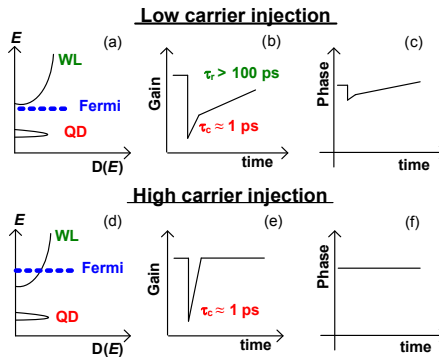 Low carrier injection
E
(a)
WL
Fermi
QD
D(E)
(b)
Gain
τr > 100 ps
τc ≈ 1 ps
time
(c)
Phase
time
High carrier injection
E
(d)
WL
Fermi
QD
D(E)
(e)
Gain
τc ≈ 1 ps
time
(f)
Phase
time